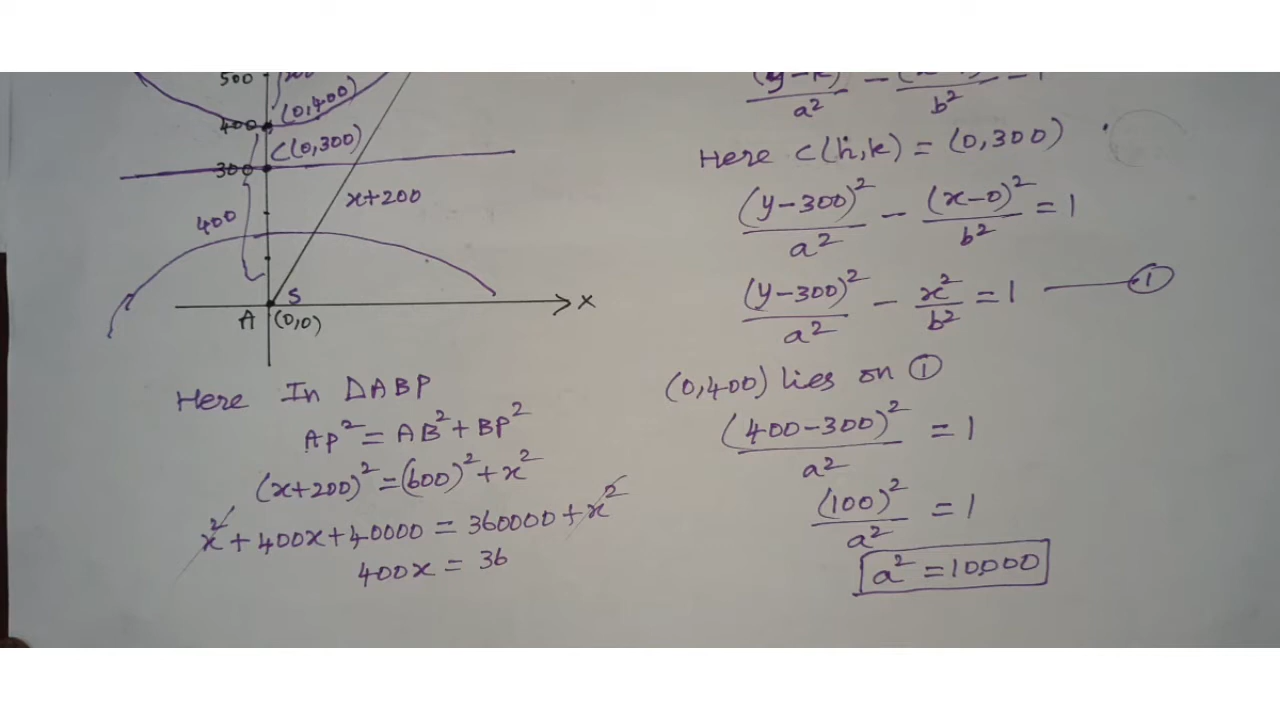 500
(0,400)
400
C(0,300)
300
x+200
400
S
X
A (0,0)
Here In ΔABP
AP² = AB² + BP²
(x+200)² = (600)² + x²
x² + 400x + 40000 = 360000 + x²
400x = 36
a² b²
Here C(h,k) = (0,300)
(y-300)²/a² - (x-0)²/b² = 1
(y-300)²/a² - x²/b² = 1 —— ①
(0,400) lies on ①
(400-300)²/a² = 1
(100)²/a² = 1
a² = 10000